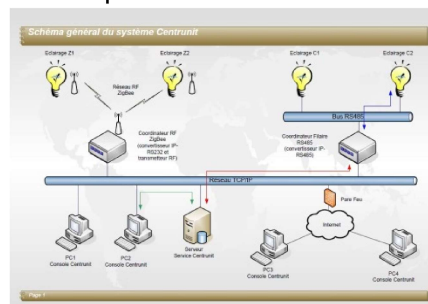 Schéma général du système Centrunit
Eclairage Z1
Eclairage Z2
Eclairage C1
Eclairage C2
Réseau RF
ZigBee
Bus RS485
Coordinateur RF
ZigBee
(convertisseur IP-
RS232 et
transmetteur RF)
Coordinateur Filaire
RS485
(convertisseur IP-
RS485)
Réseau TCP/IP
Pare Feu
Internet
PC1
Console Centrunit
PC2
Console Centrunit
Serveur
Service Centrunit
PC3
Console Centrunit
PC4
Console Centrunit
Page 1